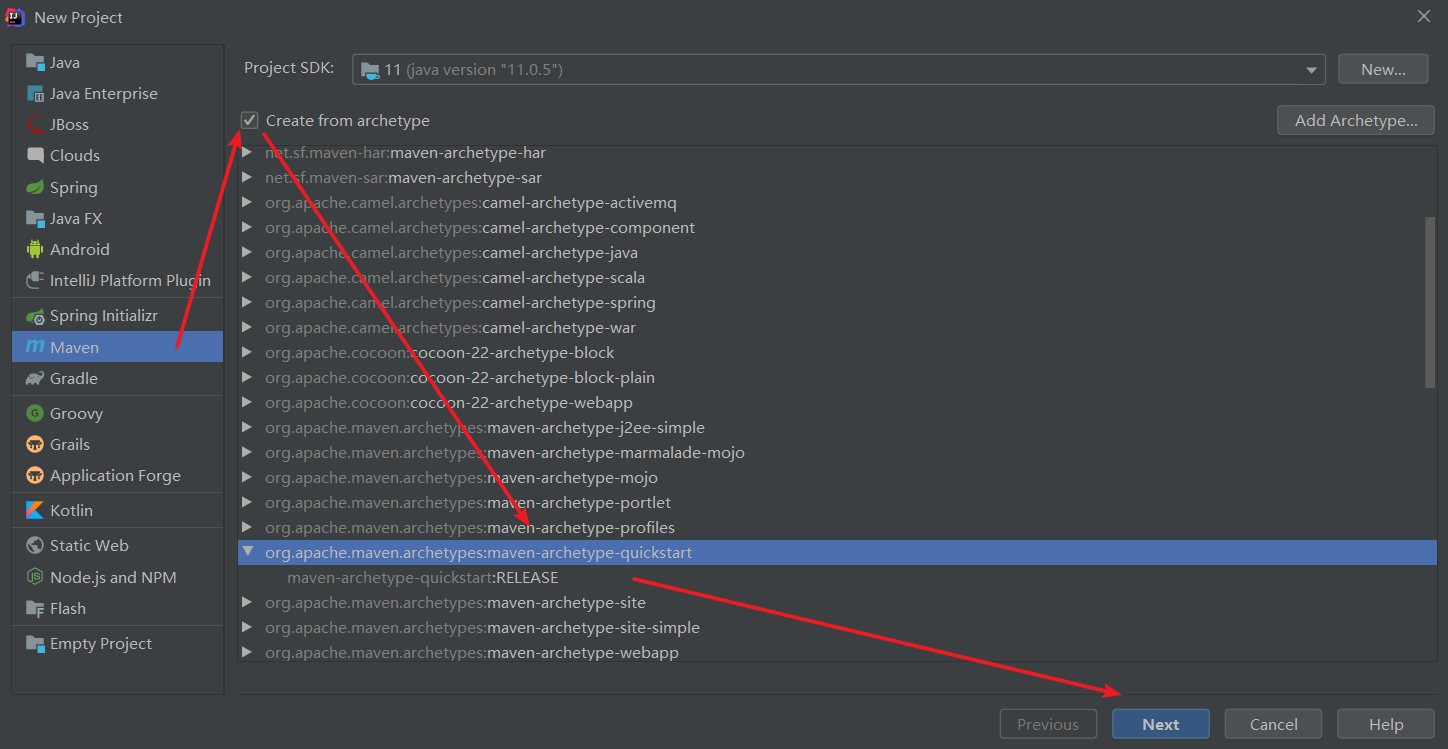 New Project
Java
Java Enterprise
JBoss
Clouds
Spring
Java FX
Android
IntelliJ Platform Plugin
Spring Initializr
Maven
Gradle
Groovy
Grails
Application Forge
Kotlin
Static Web
Node.js and NPM
Flash
Empty Project
Project SDK: 11 (java version "11.0.5") New...
Create from archetype Add Archetype...
net.sf.maven-har:maven-archetype-har
net.sf.maven-sar:maven-archetype-sar
org.apache.camel.archetypes:camel-archetype-activemq
org.apache.camel.archetypes:camel-archetype-component
org.apache.camel.archetypes:camel-archetype-java
org.apache.camel.archetypes:camel-archetype-scala
org.apache.camel.archetypes:camel-archetype-spring
org.apache.camel.archetypes:camel-archetype-war
org.apache.cocoon:cocoon-22-archetype-block
org.apache.cocoon:cocoon-22-archetype-block-plain
org.apache.cocoon:cocoon-22-archetype-webapp
org.apache.maven.archetypes:maven-archetype-j2ee-simple
org.apache.maven.archetypes:maven-archetype-marmalade-mojo
org.apache.maven.archetypes:maven-archetype-mojo
org.apache.maven.archetypes:maven-archetype-portlet
org.apache.maven.archetypes:maven-archetype-profiles
org.apache.maven.archetypes:maven-archetype-quickstart
maven-archetype-quickstart:RELEASE
org.apache.maven.archetypes:maven-archetype-site
org.apache.maven.archetypes:maven-archetype-site-simple
org.apache.maven.archetypes:maven-archetype-webapp
Previous Next Cancel Help